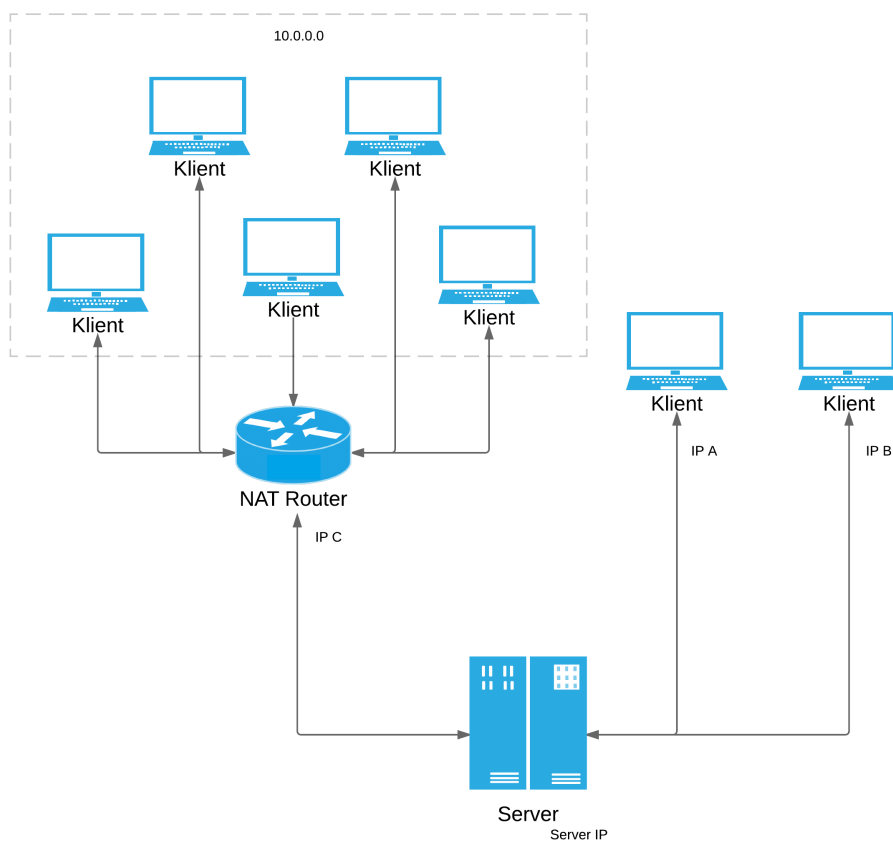 10.0.0.0
Klient
Klient
Klient
Klient
Klient
Klient
Klient
IP A
IP B
NAT Router
IP C
Server
Server IP